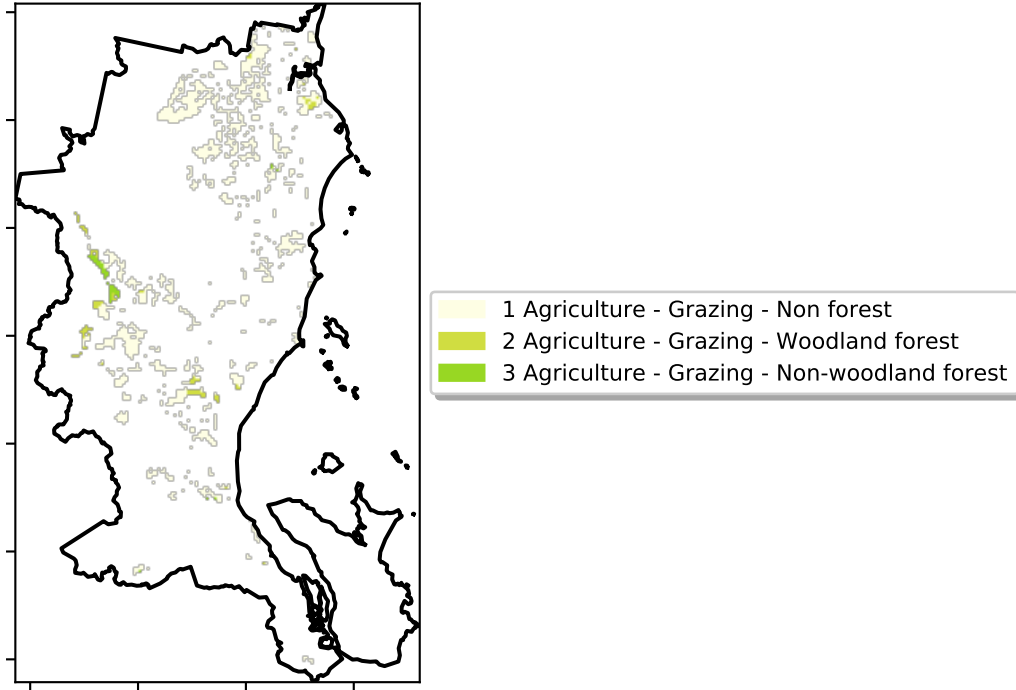 1 Agriculture - Grazing - Non forest
2 Agriculture - Grazing - Woodland forest
3 Agriculture - Grazing - Non-woodland forest